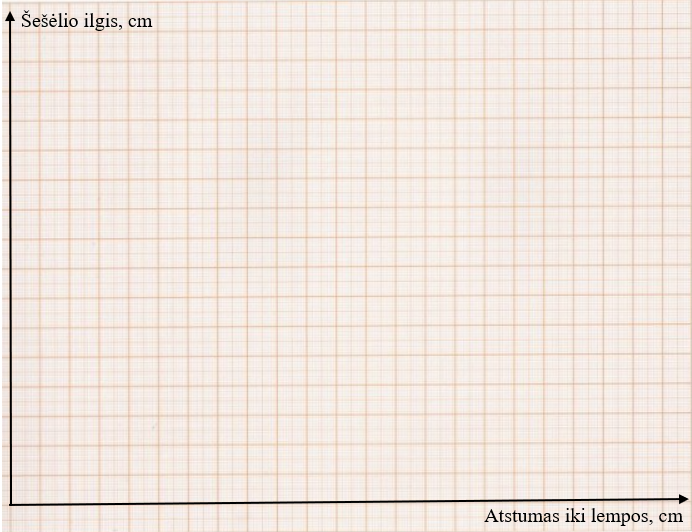 Šešėlio ilgis, cm
Atstumas iki lempos, cm